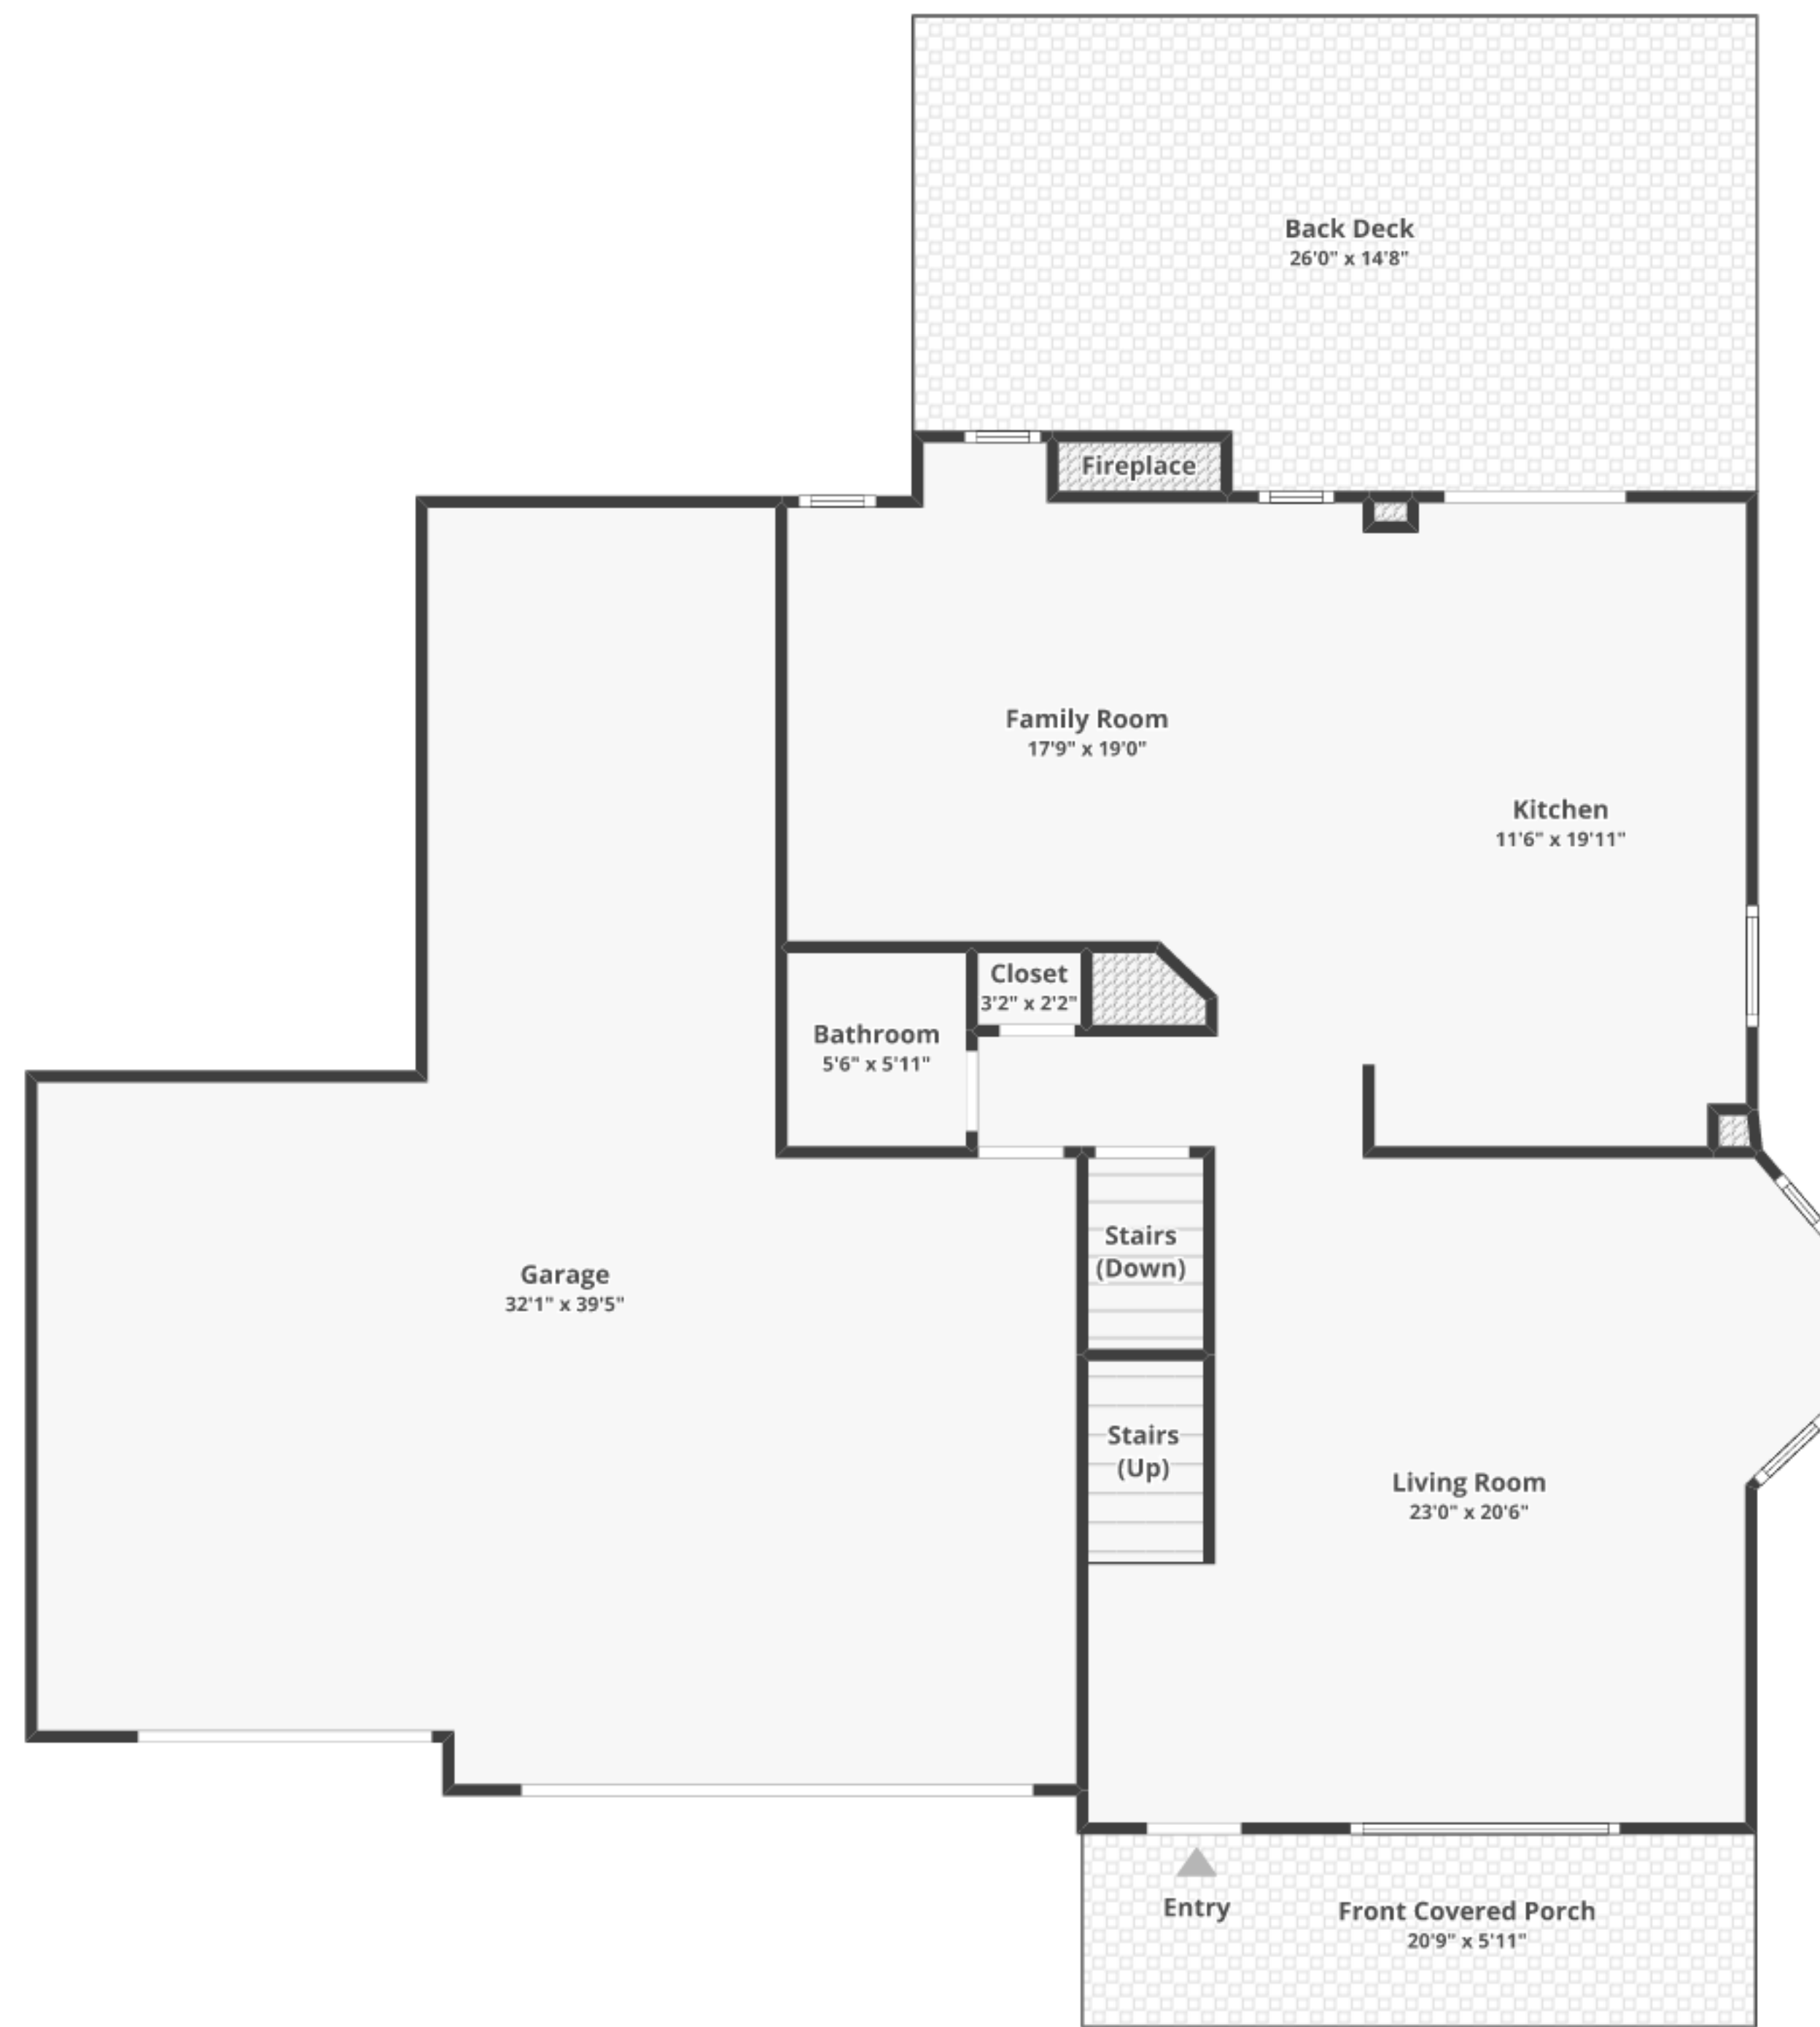 Back Deck
26'0" x 14'8"
Fireplace
Family Room
17'9" x 19'0"
Kitchen
11'6" x 19'11"
Closet
3'2" x 2'2"
Bathroom
5'6" x 5'11"
Stairs
(Down)
Garage
32'1" x 39'5"
Stairs
(Up)
Living Room
23'0" x 20'6"
Entry
Front Covered Porch
20'9" x 5'11"